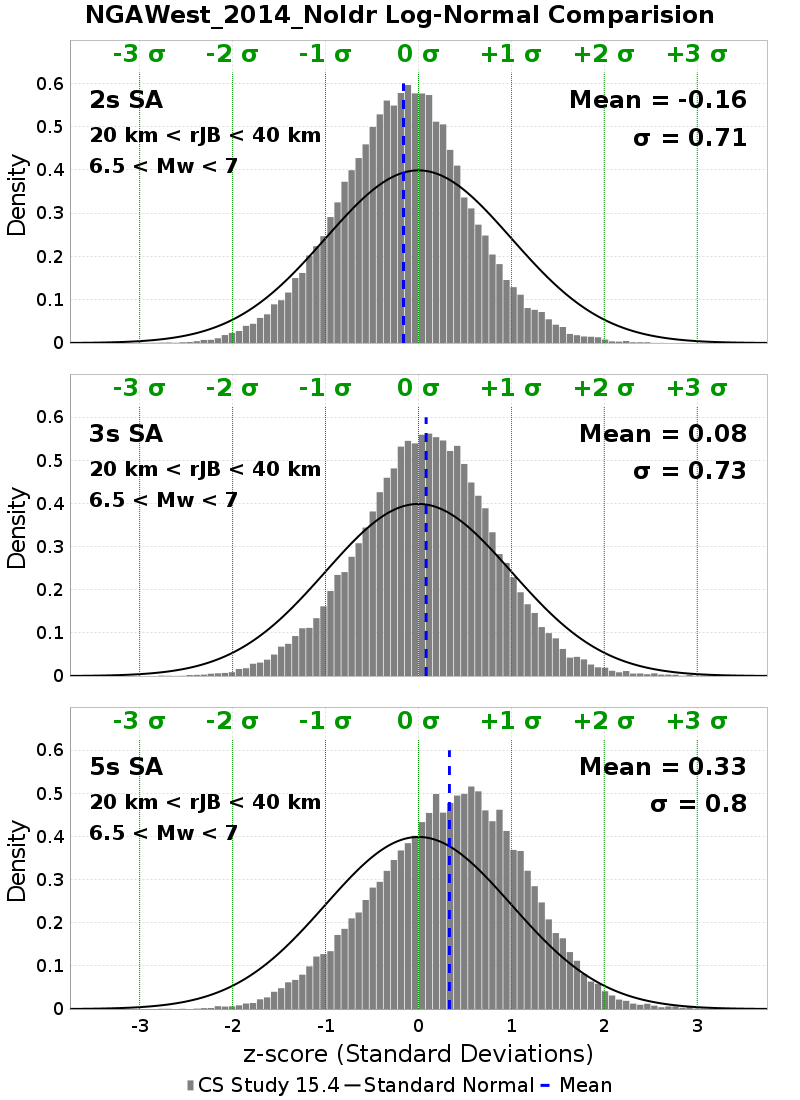 NGAWest_2014_NoIdr Log-Normal Comparision
-3 σ -2 σ -1 σ 0 σ +1 σ +2 σ +3 σ
2s SA
20 km < rJB < 40 km
6.5 < Mw < 7
Mean = -0.16
σ = 0.71
Density
0.6
0.5
0.4
0.3
0.2
0.1
0
-3 σ -2 σ -1 σ 0 σ +1 σ +2 σ +3 σ
3s SA
20 km < rJB < 40 km
6.5 < Mw < 7
Mean = 0.08
σ = 0.73
Density
0.6
0.5
0.4
0.3
0.2
0.1
0
-3 σ -2 σ -1 σ 0 σ +1 σ +2 σ +3 σ
5s SA
20 km < rJB < 40 km
6.5 < Mw < 7
Mean = 0.33
σ = 0.8
Density
0.6
0.5
0.4
0.3
0.2
0.1
0
-3 -2 -1 0 1 2 3
z-score (Standard Deviations)
CS Study 15.4 Standard Normal Mean